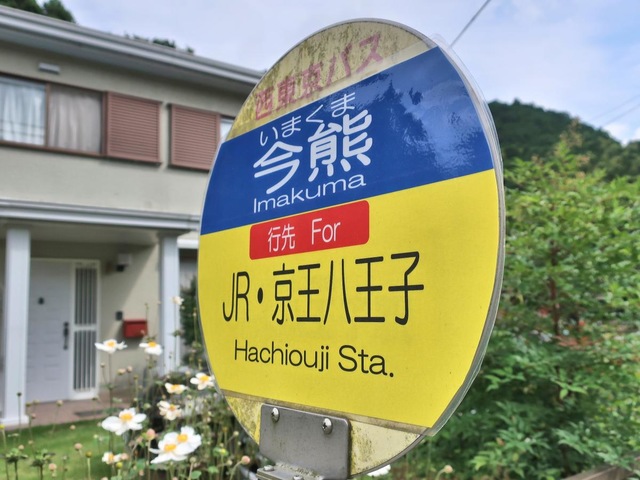 西東京バス
いまくま
今熊
Imakuma
行先 For
JR・京王八王子
Hachiouji Sta.